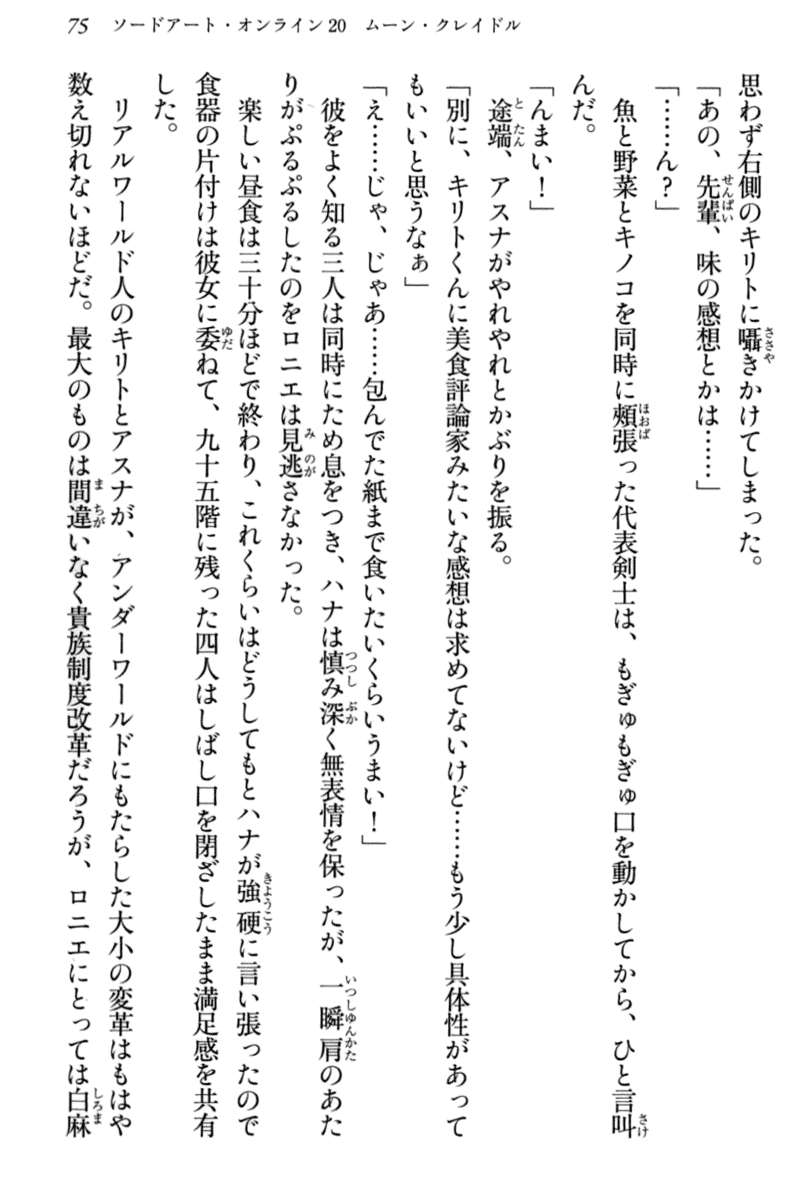 75 ソードアート・オンライン20 ムーン・クレイドル
思わず右側のキリトに囁きかけてしまった。
「あの、先輩、味の感想とかは……」
「……ん？」
魚と野菜とキノコを同時に頬張った代表剣士は、もぎゅもぎゅ口を動かしてから、ひと言叫
んだ。
「んまい！」
途端、アスナがやれやれとかぶりを振る。
「別に、キリトくんに美食評論家みたいな感想は求めてないけど……もう少し具体性があって
もいいと思うなぁ」
「え……じゃ、じゃあ……包んでた紙まで食いたいくらいうまい！」
彼をよく知る三人は同時にため息をつき、ハナは慎み深く無表情を保ったが、一瞬肩のあた
りがぷるぷるしたのをロニエは見逃さなかった。
楽しい昼食は三十分ほどで終わり、これくらいはどうしてもとハナが強硬に言い張ったので
食器の片付けは彼女に委ねて、九十五階に残った四人はしばし口を閉ざしたまま満足感を共有
した。
リアルワールド人のキリトとアスナが、アンダーワールドにもたらした大小の変革はもはや
数え切れないほどだ。最大のものは間違いなく貴族制度改革だろうが、ロニエにとっては白麻